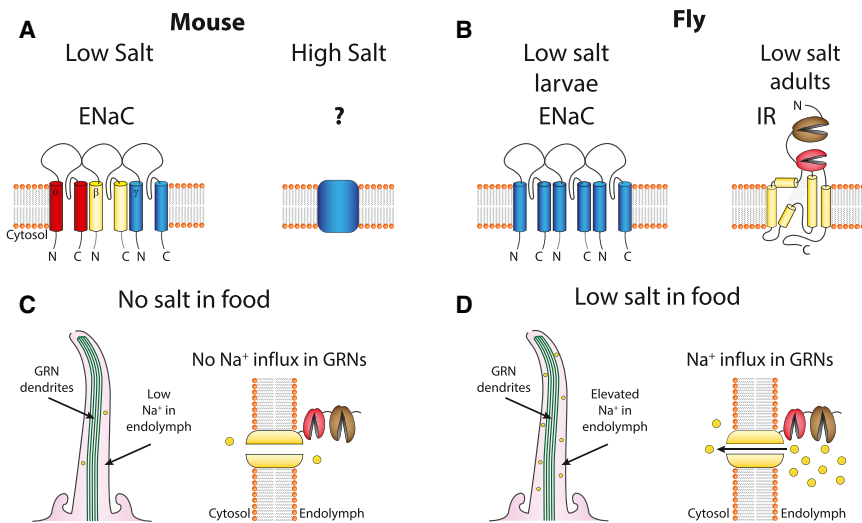 Mouse
A
Low Salt
High Salt
ENaC
?
α
β
γ
Cytosol
N
C
N
C
N
C
Fly
B
Low salt
larvae
ENaC
Low salt
adults
IR
N
N
C
N
C
N
C
C
C
No salt in food
GRN
dendrites
Low
Na⁺ in
endolymph
No Na⁺ influx in GRNs
Cytosol
Endolymph
D
Low salt in food
GRN
dendrites
Elevated
Na⁺ in
endolymph
Na⁺ influx in GRNs
Cytosol
Endolymph